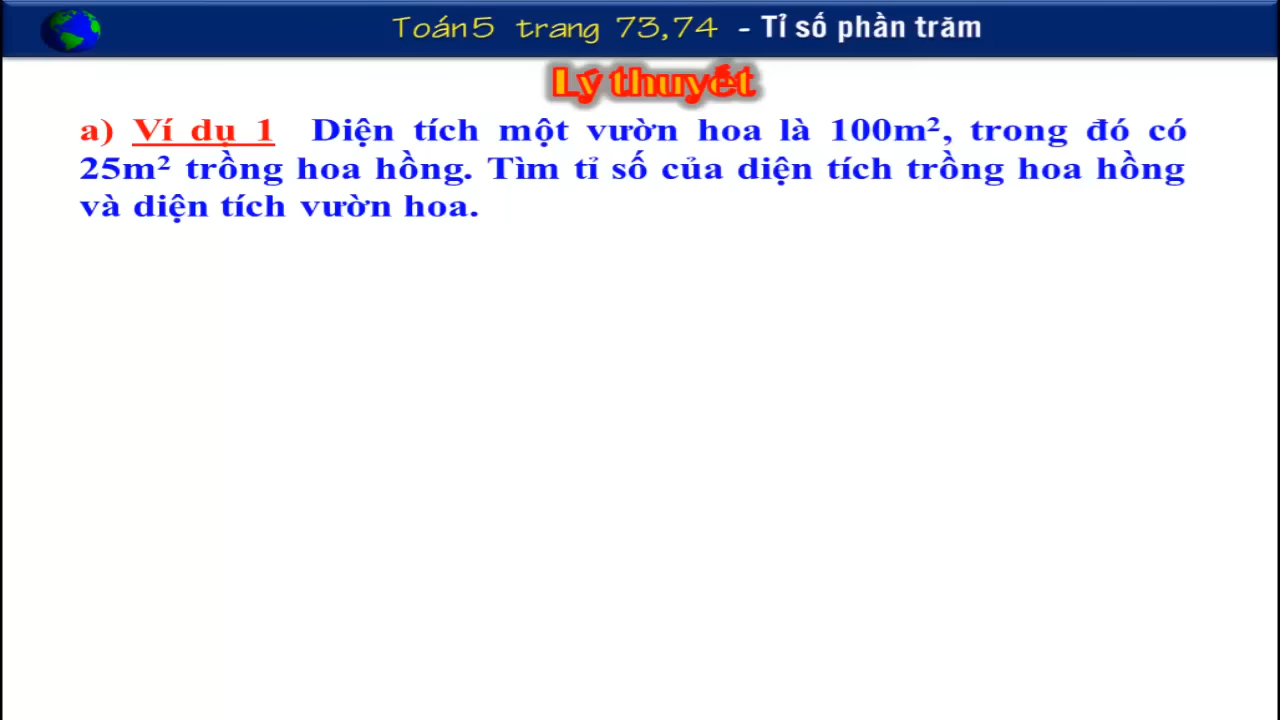 Toán 5 trang 73,74 - Tỉ số phần trăm
Lý thuyết
a) Ví dụ 1 Diện tích một vườn hoa là 100m², trong đó có
25m² trồng hoa hồng. Tìm tỉ số của diện tích trồng hoa hồng
và diện tích vườn hoa.